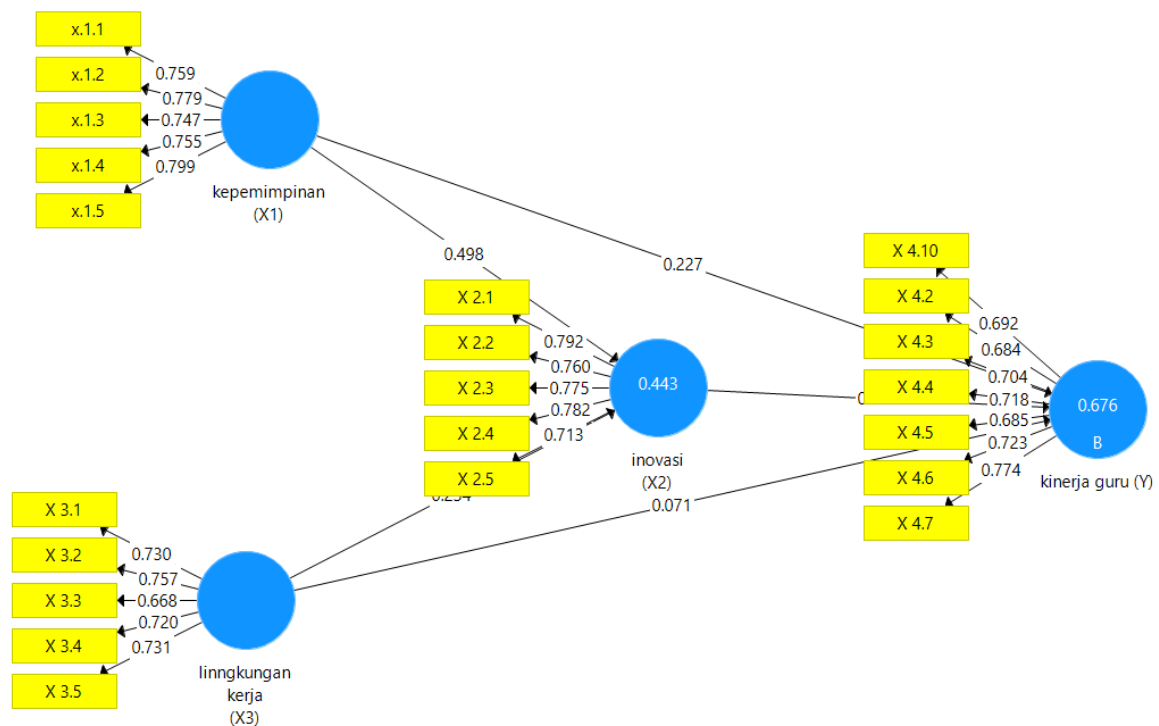 x.1.1
x.1.2
x.1.3
x.1.4
x.1.5
0.759
0.779
0.747
0.755
0.799
kepemimpinan
(X1)
0.498
0.227
X 2.1
X 2.2
X 2.3
X 2.4
X 2.5
0.792
0.760
0.775
0.782
0.713
0.443
inovasi
(X2)
X 4.10
X 4.2
X 4.3
X 4.4
X 4.5
X 4.6
X 4.7
0.692
0.684
0.704
0.718
0.685
0.723
0.774
0.676
B
kinerja guru (Y)
0.071
X 3.1
X 3.2
X 3.3
X 3.4
X 3.5
0.730
0.757
0.668
0.720
0.731
linngkungan
kerja
(X3)